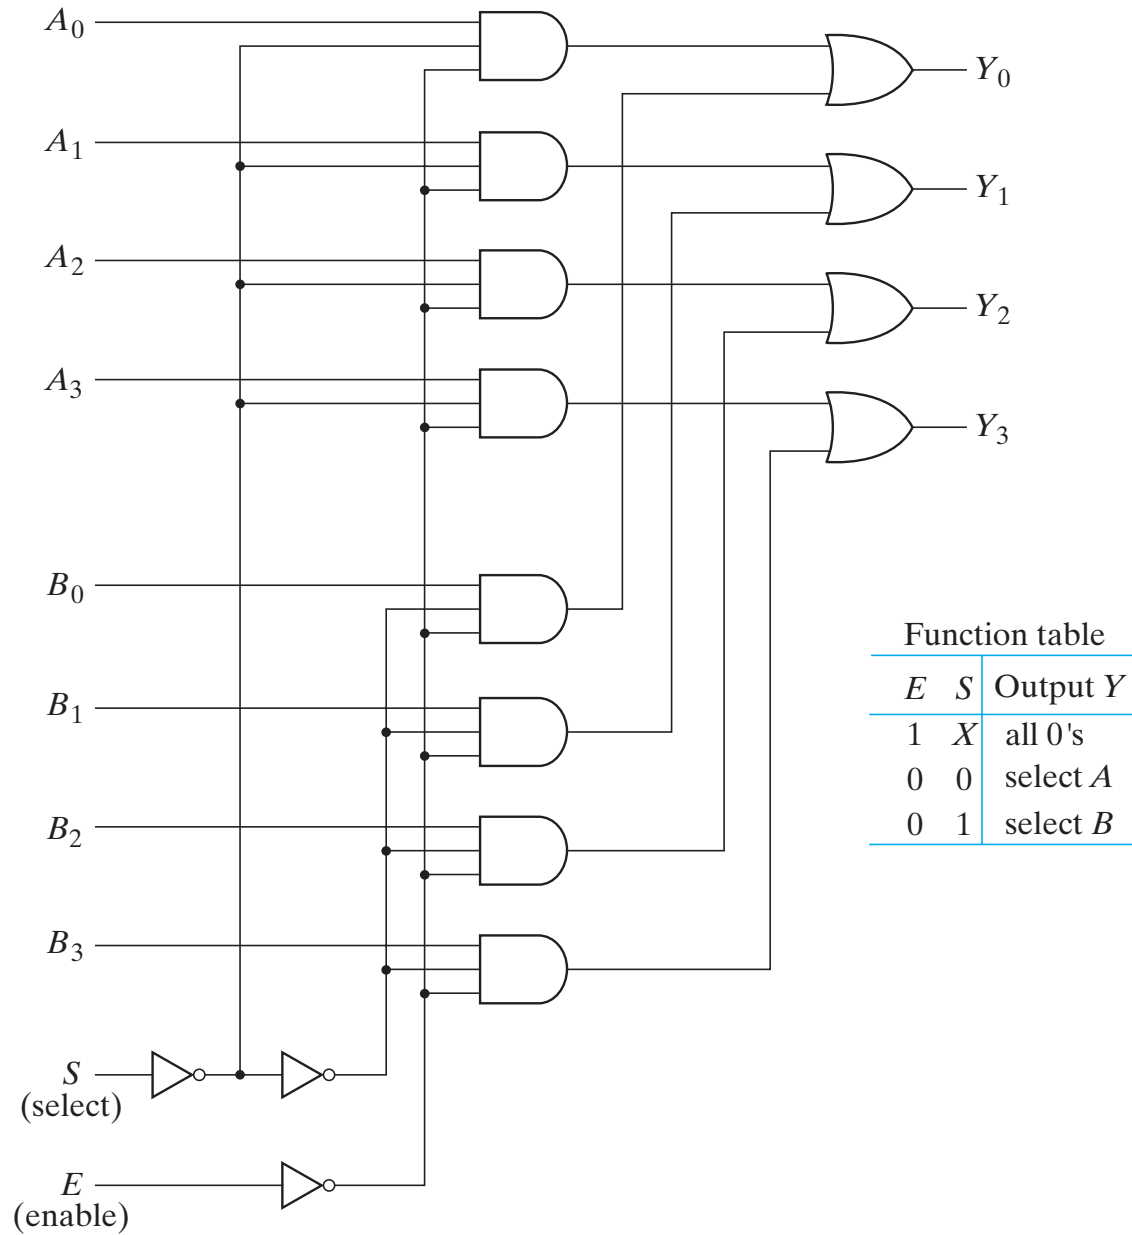 A0
Y0
A1
Y1
A2
Y2
A3
Y3
B0
Function table
E S Output Y
1 X all 0's
0 0 select A
0 1 select B
B1
B2
B3
S
(select)
E
(enable)